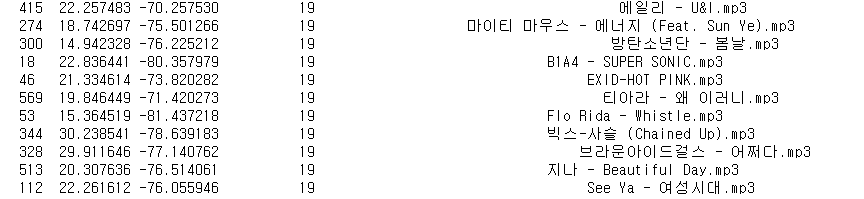 415 22.257483 -70.257530 19 에일리 - U&I.mp3
274 18.742697 -75.501266 19 마이티 마우스 - 에너지 (Feat. Sun Ye).mp3
300 14.942328 -76.225212 19 방탄소년단 - 봄날.mp3
18 22.836441 -80.357979 19 B1A4 - SUPER SONIC.mp3
46 21.334614 -73.820282 19 EXID-HOT PINK.mp3
569 19.846449 -71.420273 19 티아라 - 왜 이러니.mp3
53 15.364519 -81.437218 19 Flo Rida - Whistle.mp3
344 30.238541 -78.639183 19 빅스-사슬 (Chained Up).mp3
328 29.911646 -77.140762 19 브라운아이드걸스 - 어쩌다.mp3
513 20.307636 -76.514061 19 지나 - Beautiful Day.mp3
112 22.261612 -76.055946 19 See Ya - 여성시대.mp3